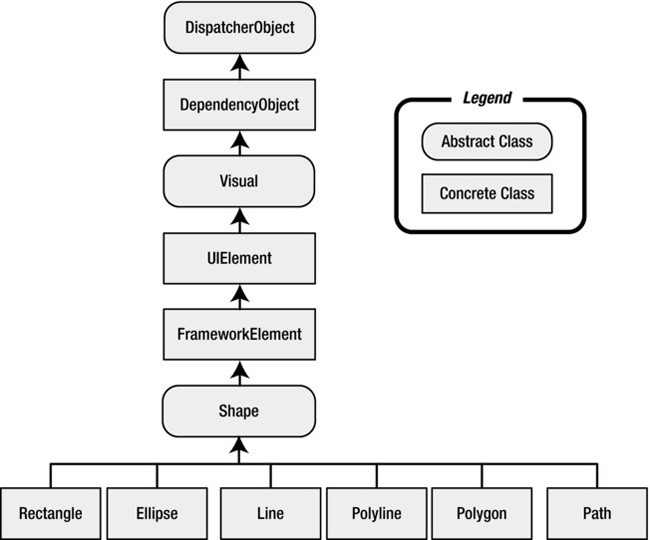 DispatcherObject
DependencyObject
Legend
Abstract Class
Visual
Concrete Class
UIElement
FrameworkElement
Shape
Rectangle
Ellipse
Line
Polyline
Polygon
Path